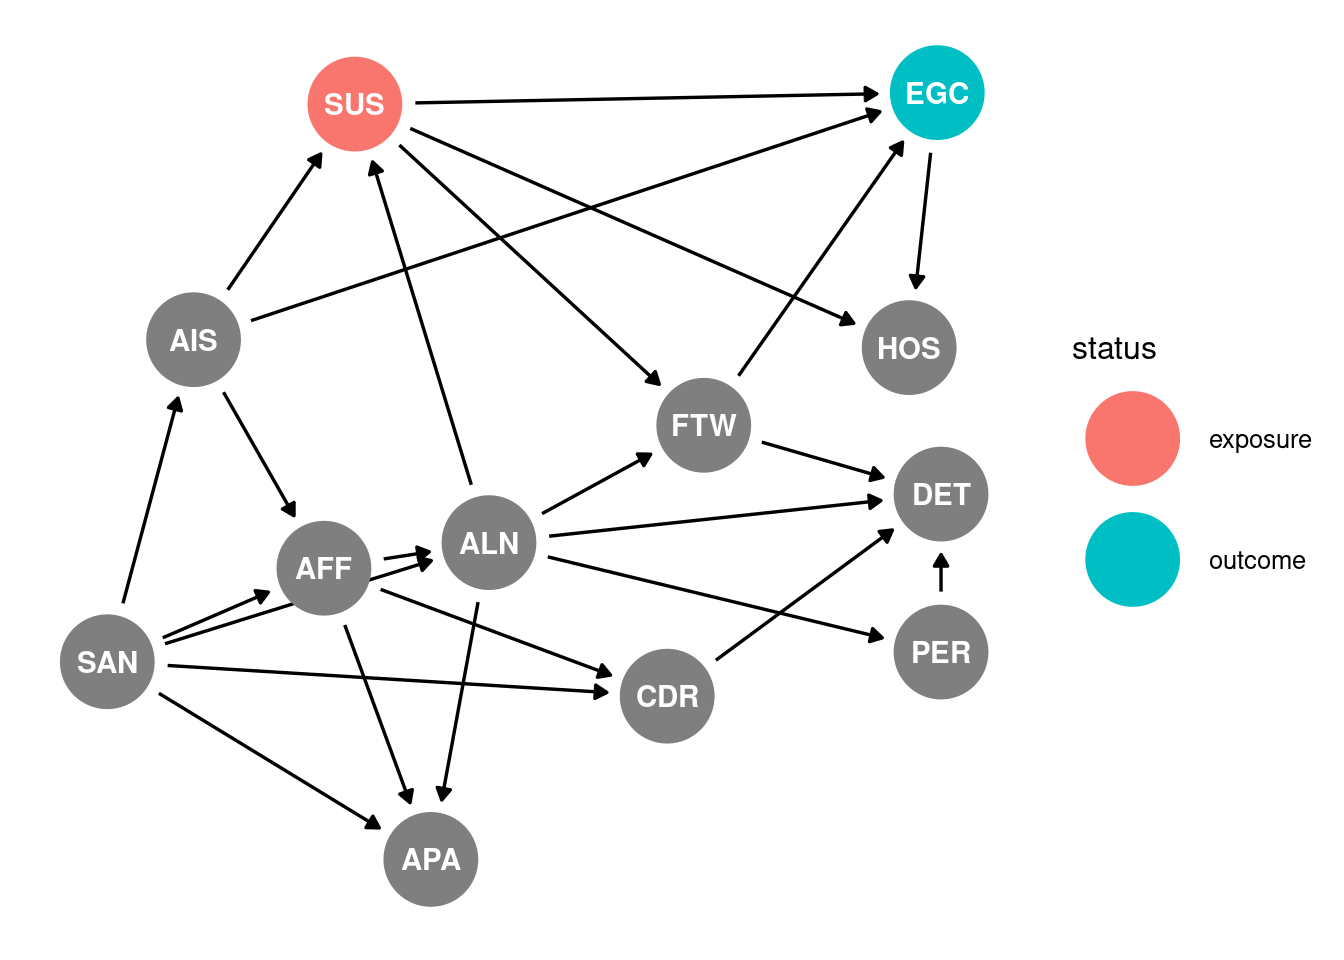 SUS
EGC
AIS
HOS
status
FTW
exposure
DET
ALN
AFF
outcome
SAN
PER
CDR
APA